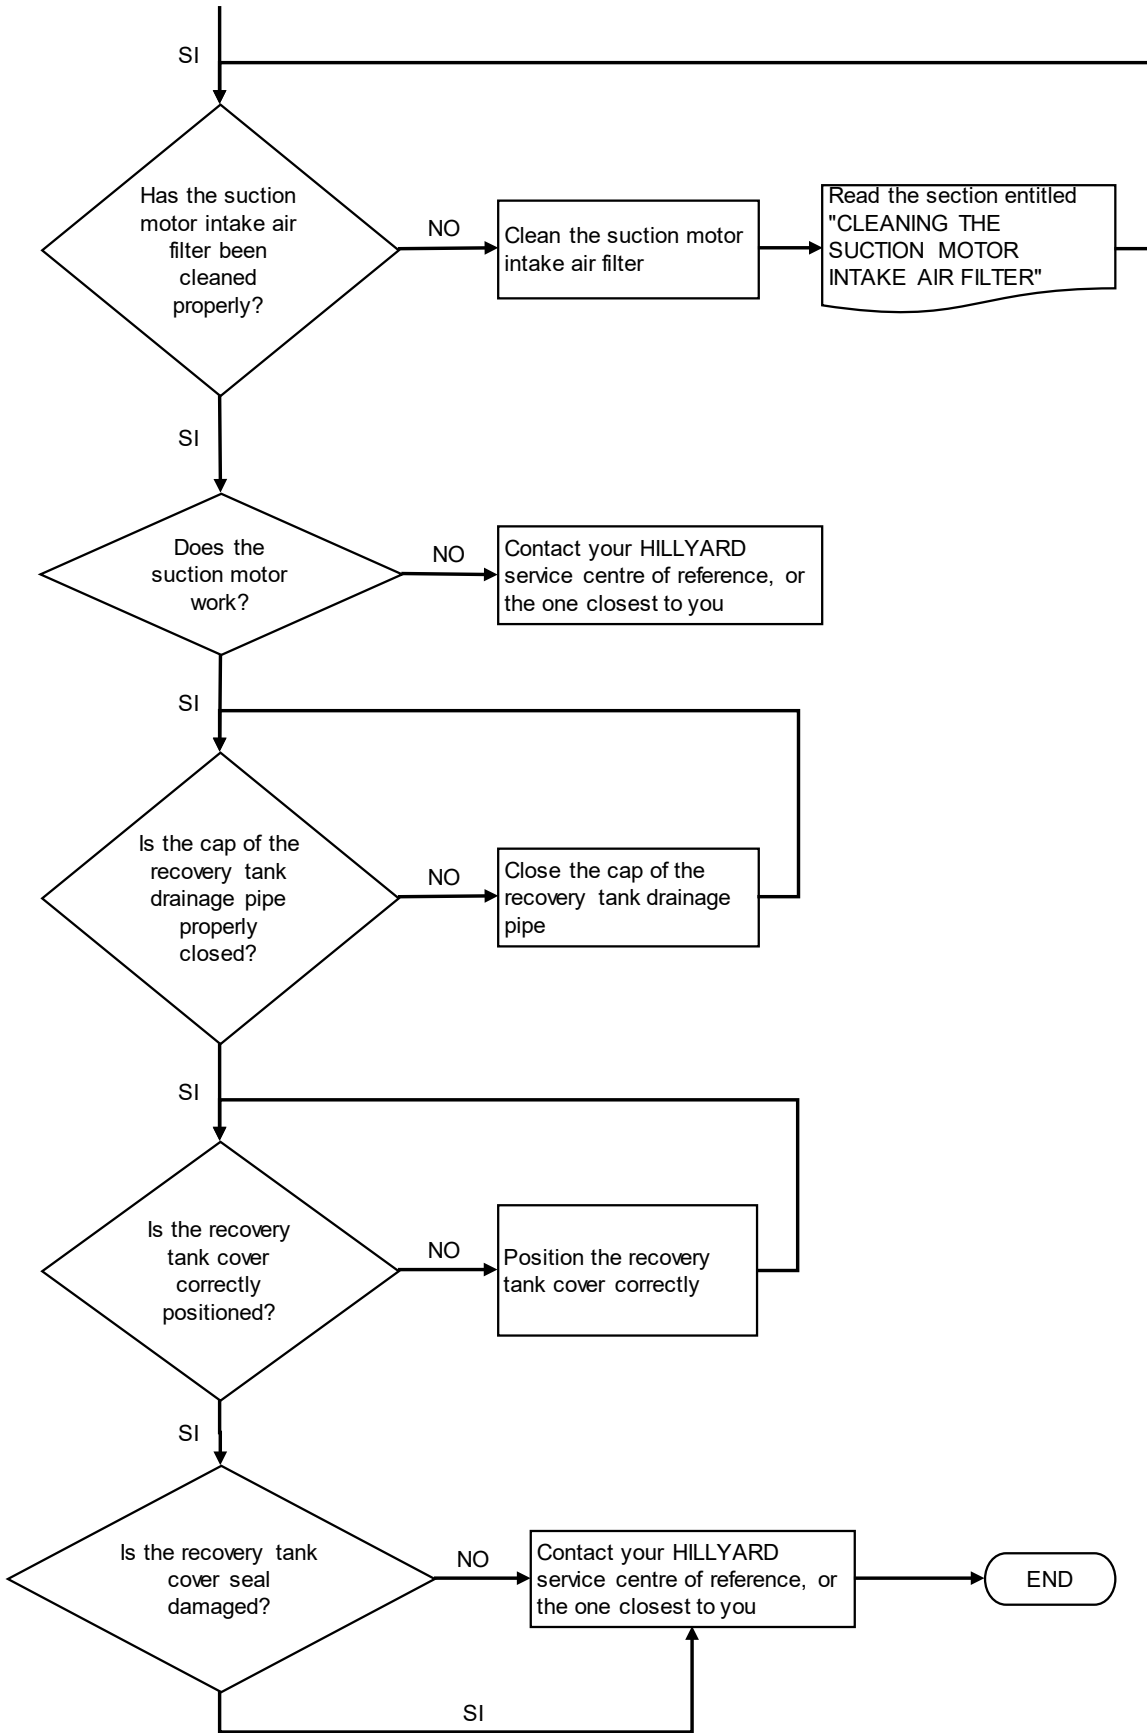 SI
Has the suction
motor intake air
filter been
cleaned
properly?
NO
Clean the suction motor
intake air filter
Read the section entitled
"CLEANING THE
SUCTION MOTOR
INTAKE AIR FILTER"
SI
Does the
suction motor
work?
NO
Contact your HILLYARD
service centre of reference, or
the one closest to you
SI
Is the cap of the
recovery tank
drainage pipe
properly
closed?
NO
Close the cap of the
recovery tank drainage
pipe
SI
Is the recovery
tank cover
correctly
positioned?
NO
Position the recovery
tank cover correctly
SI
Is the recovery tank
cover seal
damaged?
NO
Contact your HILLYARD
service centre of reference, or
the one closest to you
END
SI